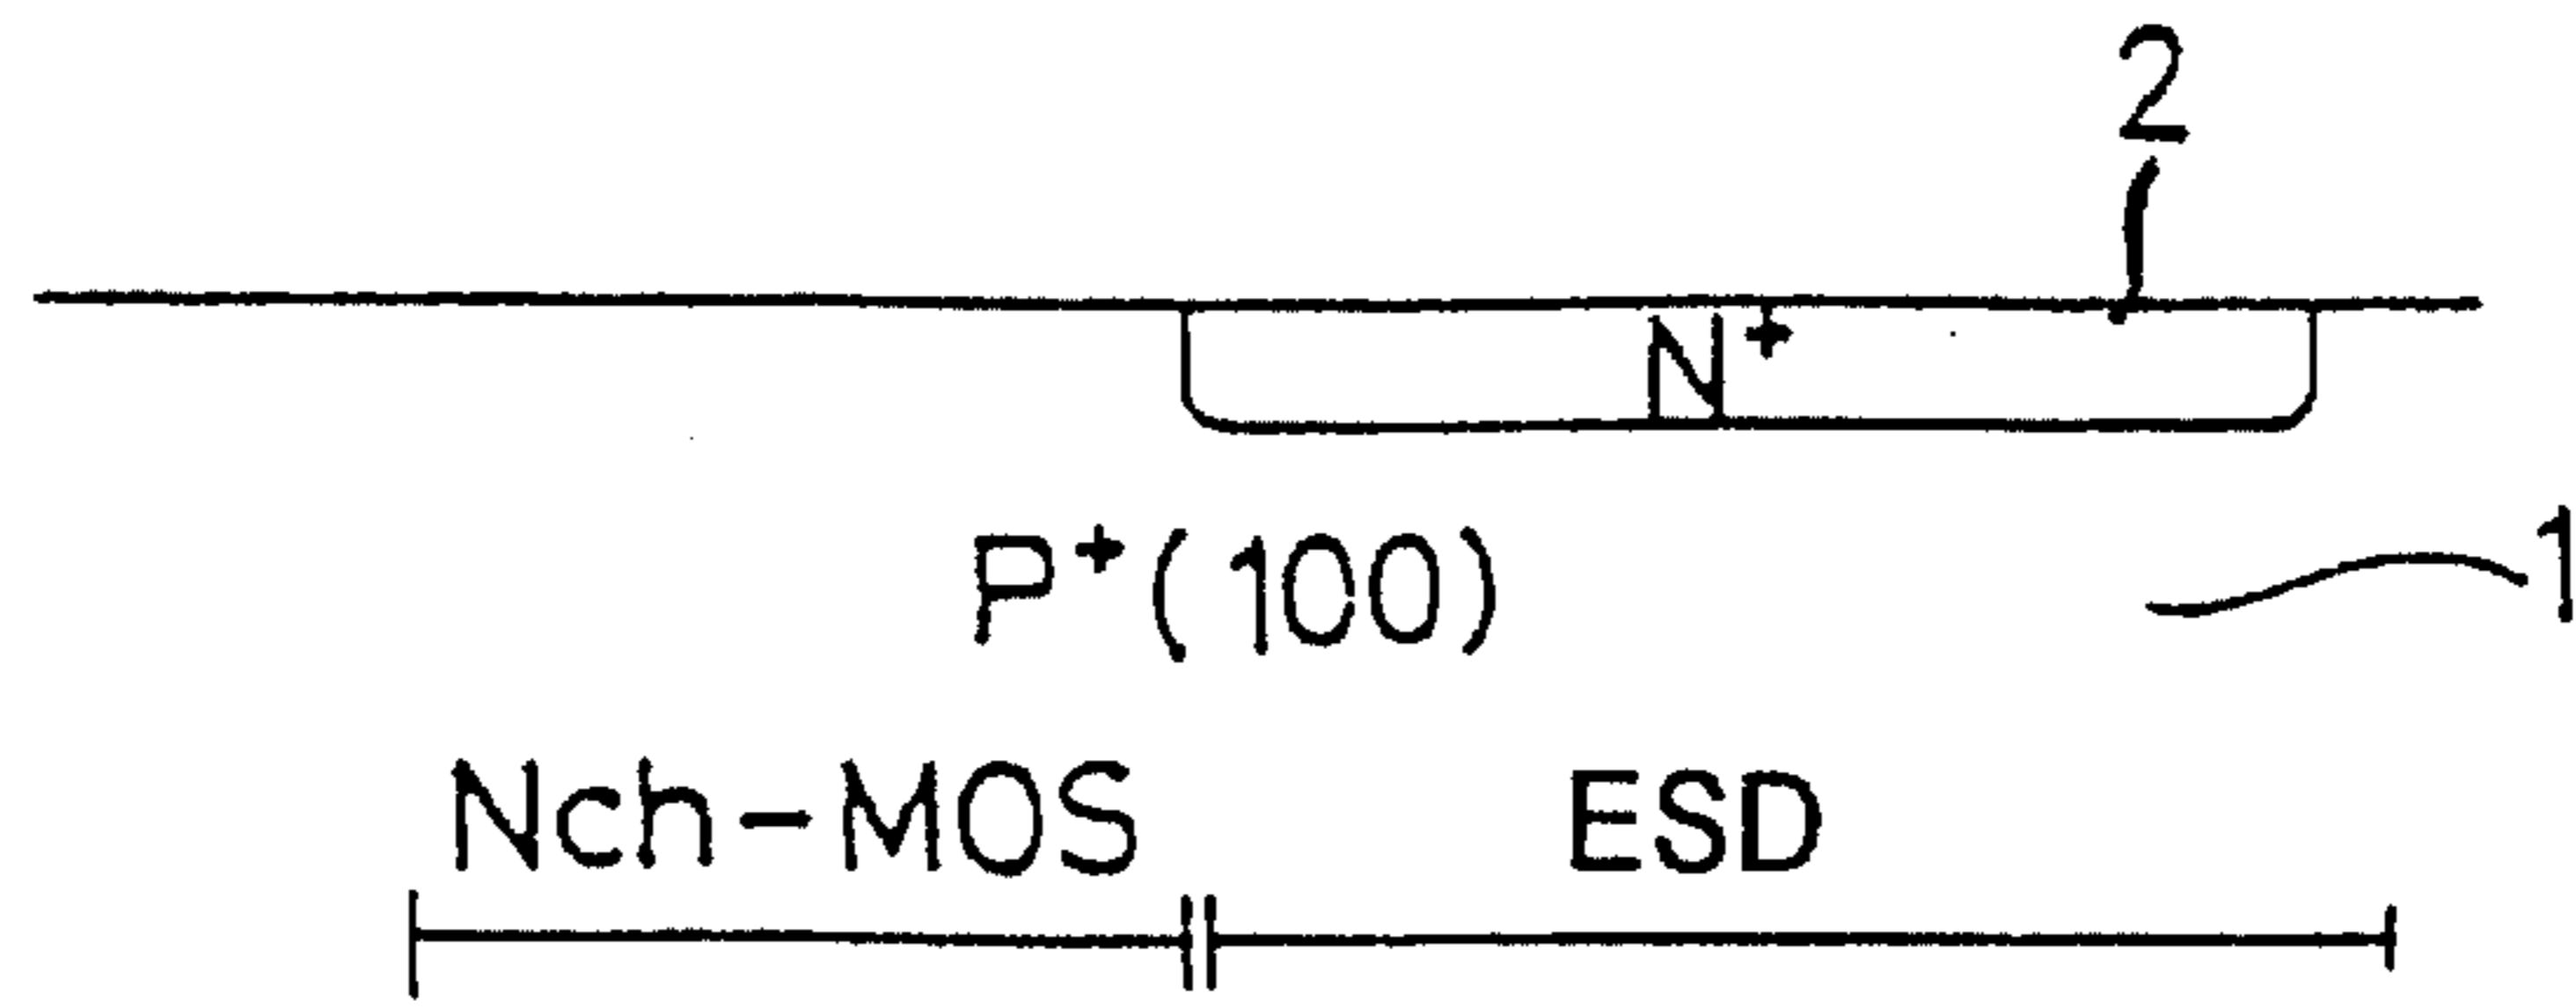 2
N⁺
P⁺(100)
1
Nch-MOS
ESD